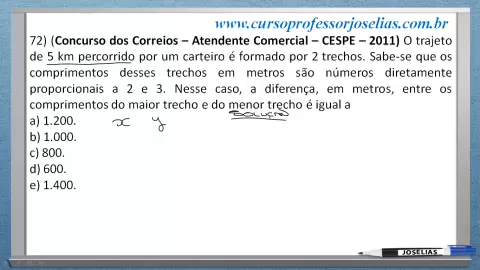 www.cursoprofessorjoselias.com.br
72) (Concurso dos Correios – Atendente Comercial – CESPE – 2011) O trajeto
de 5 km percorrido por um carteiro é formado por 2 trechos. Sabe-se que os
comprimentos desses trechos em metros são números diretamente
proporcionais a 2 e 3. Nesse caso, a diferença, em metros, entre os
comprimentos do maior trecho e do menor trecho é igual a
SOLUÇÃO
a) 1.200.
x y
b) 1.000.
c) 800.
d) 600.
e) 1.400.
JOSELIAS